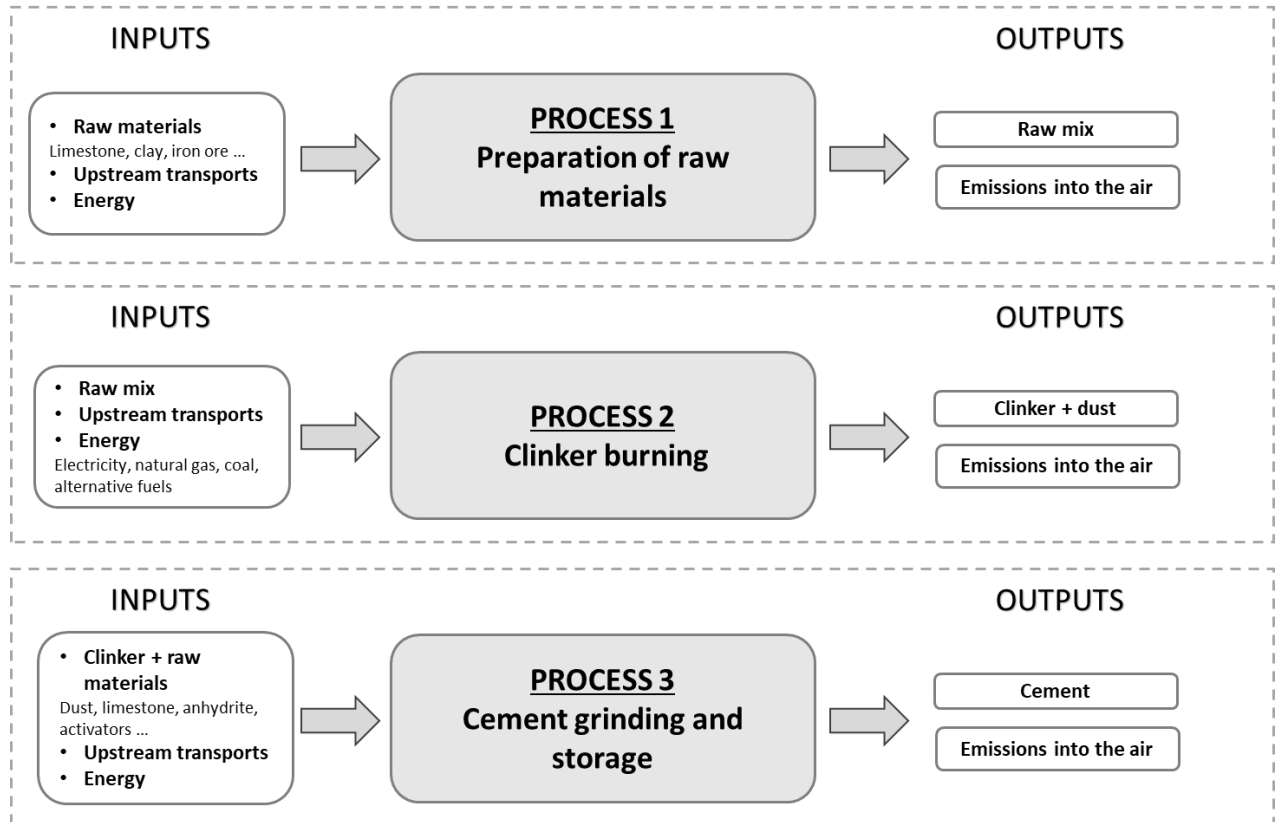 INPUTS
OUTPUTS
• Raw materials
Limestone, clay, iron ore ...
• Upstream transports
• Energy
PROCESS 1
Preparation of raw
materials
Raw mix
Emissions into the air
INPUTS
OUTPUTS
• Raw mix
• Upstream transports
• Energy
Electricity, natural gas, coal,
alternative fuels
PROCESS 2
Clinker burning
Clinker + dust
Emissions into the air
INPUTS
OUTPUTS
• Clinker + raw
materials
Dust, limestone, anhydrite,
activators ...
• Upstream transports
• Energy
PROCESS 3
Cement grinding and
storage
Cement
Emissions into the air